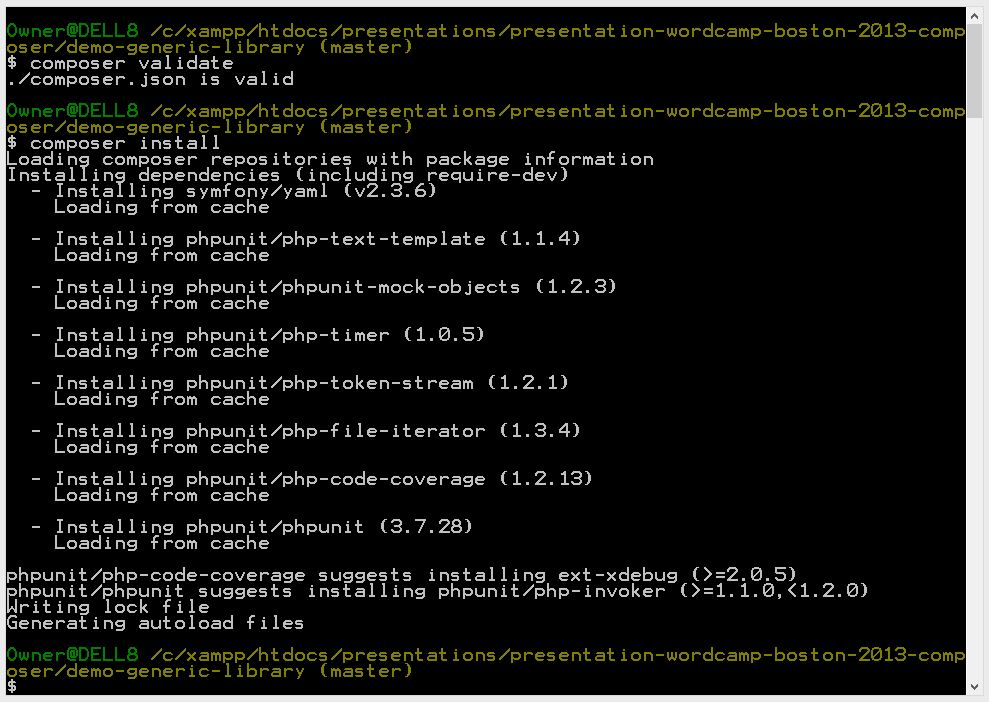 Owner@DELL8 /c/xampp/htdocs/presentations/presentation-wordcamp-boston-2013-comp
oser/demo-generic-library (master)
$ composer validate
./composer.json is valid

Owner@DELL8 /c/xampp/htdocs/presentations/presentation-wordcamp-boston-2013-comp
oser/demo-generic-library (master)
$ composer install
Loading composer repositories with package information
Installing dependencies (including require-dev)
  - Installing symfony/yaml (v2.3.6)
    Loading from cache

  - Installing phpunit/php-text-template (1.1.4)
    Loading from cache

  - Installing phpunit/phpunit-mock-objects (1.2.3)
    Loading from cache

  - Installing phpunit/php-timer (1.0.5)
    Loading from cache

  - Installing phpunit/php-token-stream (1.2.1)
    Loading from cache

  - Installing phpunit/php-file-iterator (1.3.4)
    Loading from cache

  - Installing phpunit/php-code-coverage (1.2.13)
    Loading from cache

  - Installing phpunit/phpunit (3.7.28)
    Loading from cache

phpunit/php-code-coverage suggests installing ext-xdebug (>=2.0.5)
phpunit/phpunit suggests installing phpunit/php-invoker (>=1.1.0,<1.2.0)
Writing lock file
Generating autoload files

Owner@DELL8 /c/xampp/htdocs/presentations/presentation-wordcamp-boston-2013-comp
oser/demo-generic-library (master)
$